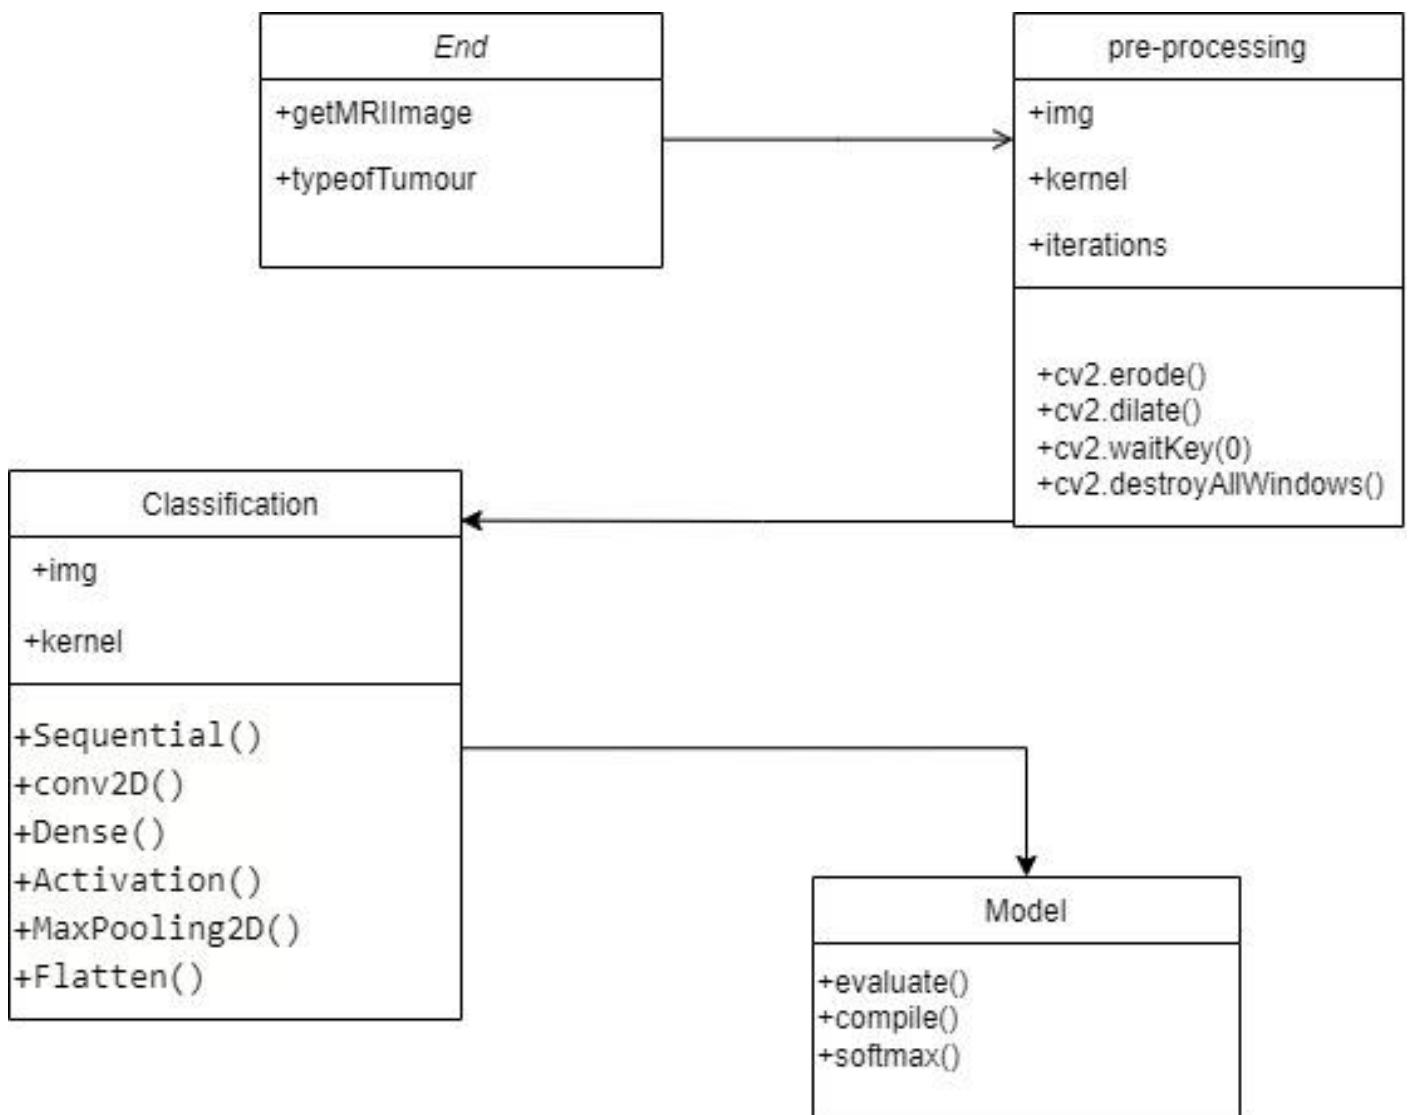 End
+getMRIImage
+typeofTumour
pre-processing
+img
+kernel
+iterations
+cv2.erode()
+cv2.dilate()
+cv2.waitKey(0)
+cv2.destroyAllWindows()
Classification
+img
+kernel
+Sequential()
+conv2D()
+Dense()
+Activation()
+MaxPooling2D()
+Flatten()
Model
+evaluate()
+compile()
+softmax()